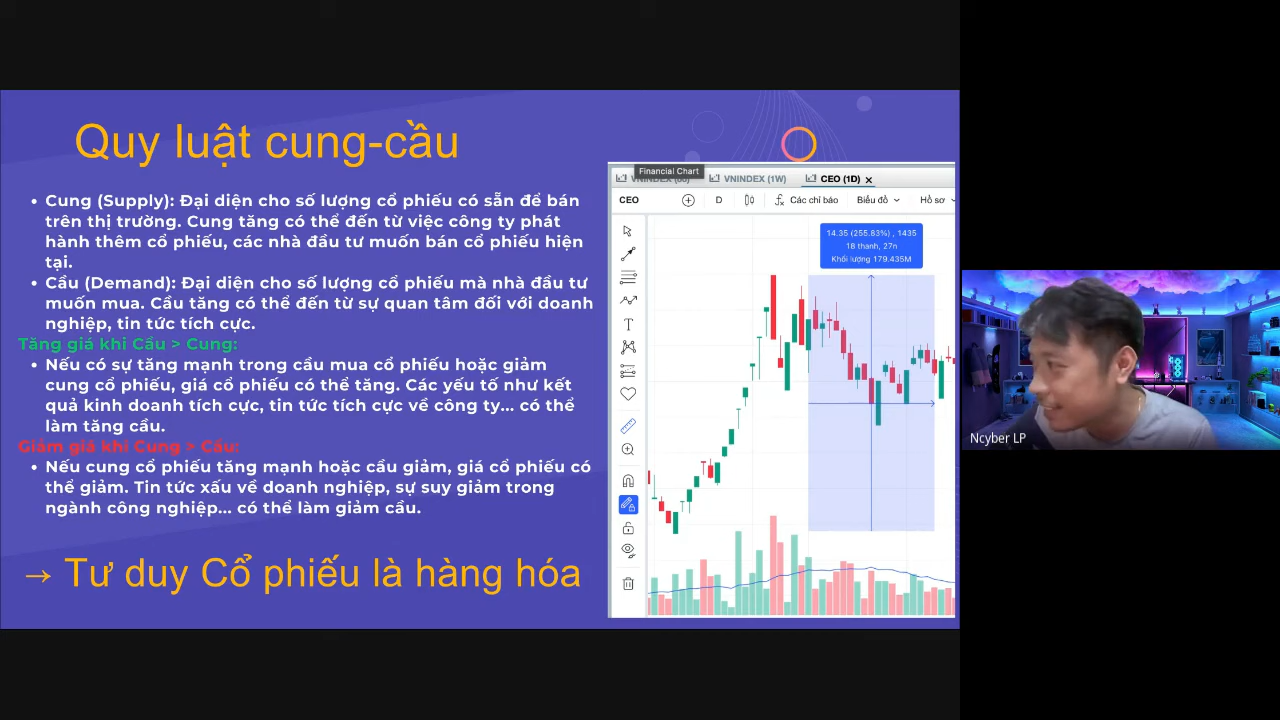 Quy luật cung-cầu
Cung (Supply): Đại diện cho số lượng cổ phiếu có sẵn để bán
trên thị trường. Cung tăng có thể đến từ việc công ty phát
hành thêm cổ phiếu, các nhà đầu tư muốn bán cổ phiếu hiện
tại.
Cầu (Demand): Đại diện cho số lượng cổ phiếu mà nhà đầu tư
muốn mua. Cầu tăng có thể đến từ sự quan tâm đối với doanh
nghiệp, tin tức tích cực.
Tăng giá khi Cầu > Cung:
Nếu có sự tăng mạnh trong cầu mua cổ phiếu hoặc giảm
cung cổ phiếu, giá cổ phiếu có thể tăng. Các yếu tố như kết
quả kinh doanh tích cực, tin tức tích cực về công ty... có thể
làm tăng cầu.
Giảm giá khi Cung > Cầu:
Nếu cung cổ phiếu tăng mạnh hoặc cầu giảm, giá cổ phiếu có
thể giảm. Tin tức xấu về doanh nghiệp, sự suy giảm trong
ngành công nghiệp... có thể làm giảm cầu.
→ Tư duy Cổ phiếu là hàng hóa
Financial Chart
VNINDEX (1W)
CEO (1D)
CEO
D
Các chỉ báo
Biểu đồ
Hồ sơ
14.35 (255.83%) , 1435
18 thanh, 27n
Khối lượng 179.435M
Ncyber LP